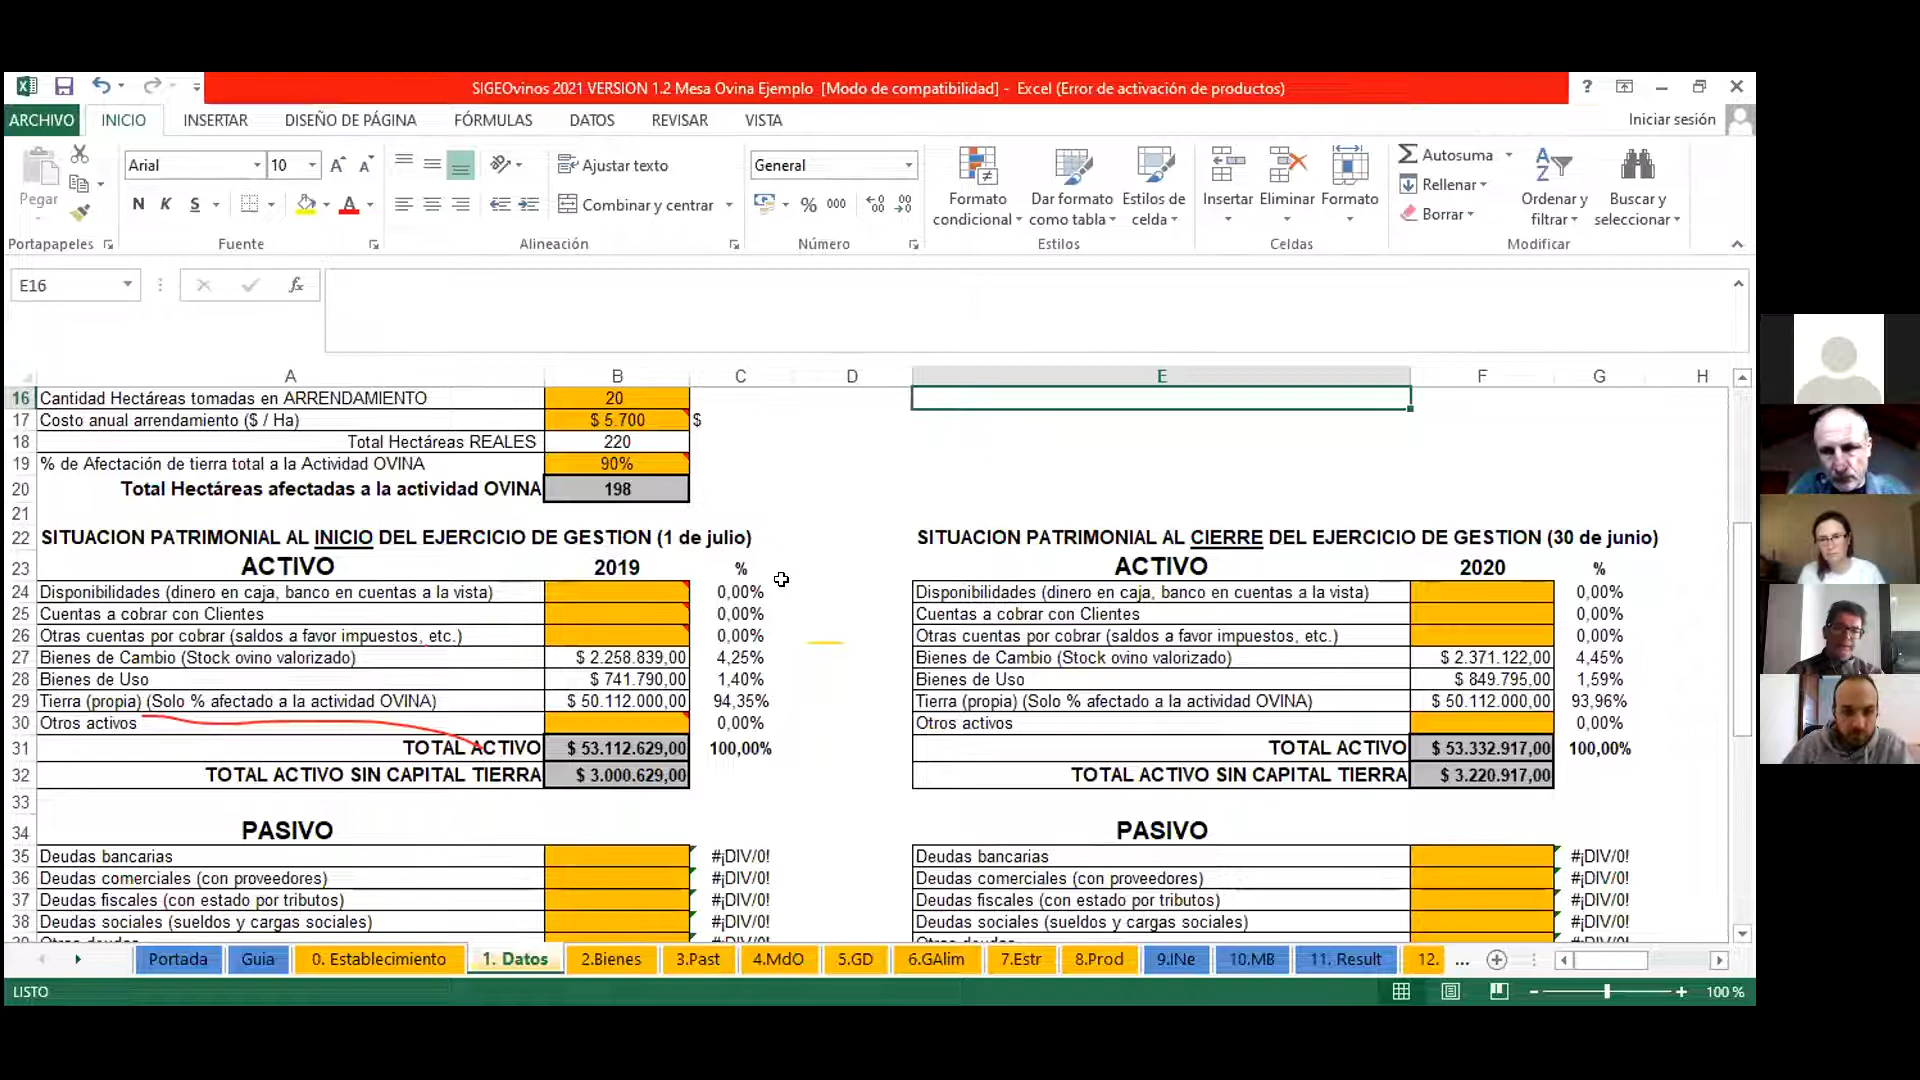 SIGEOvinos 2021 VERSION 1.2 Mesa Ovina Ejemplo [Modo de compatibilidad] - Excel (Error de activación de productos)
ARCHIVO INICIO INSERTAR DISEÑO DE PÁGINA FÓRMULAS DATOS REVISAR VISTA Iniciar sesión
Pegar
Portapapeles
Arial 10
N K S
Fuente
Ajustar texto
Combinar y centrar
Alineación
General
% 000
Número
Formato condicional
Dar formato como tabla
Estilos de celda
Estilos
Insertar Eliminar Formato
Celdas
Autosuma
Rellenar
Borrar
Ordenar y filtrar
Buscar y seleccionar
Modificar
E16 fx
A B C D E F G H
16 Cantidad Hectáreas tomadas en ARRENDAMIENTO 20
17 Costo anual arrendamiento ($ / Ha) $ 5.700 $
18 Total Hectáreas REALES 220
19 % de Afectación de tierra total a la Actividad OVINA 90%
20 Total Hectáreas afectadas a la actividad OVINA 198
21
22 SITUACION PATRIMONIAL AL INICIO DEL EJERCICIO DE GESTION (1 de julio) SITUACION PATRIMONIAL AL CIERRE DEL EJERCICIO DE GESTION (30 de junio)
23 ACTIVO 2019 % ACTIVO 2020 %
24 Disponibilidades (dinero en caja, banco en cuentas a la vista) 0,00% Disponibilidades (dinero en caja, banco en cuentas a la vista) 0,00%
25 Cuentas a cobrar con Clientes 0,00% Cuentas a cobrar con Clientes 0,00%
26 Otras cuentas por cobrar (saldos a favor impuestos, etc.) 0,00% Otras cuentas por cobrar (saldos a favor impuestos, etc.) 0,00%
27 Bienes de Cambio (Stock ovino valorizado) $ 2.258.839,00 4,25% Bienes de Cambio (Stock ovino valorizado) $ 2.371.122,00 4,45%
28 Bienes de Uso $ 741.790,00 1,40% Bienes de Uso $ 849.795,00 1,59%
29 Tierra (propia) (Solo % afectado a la actividad OVINA) $ 50.112.000,00 94,35% Tierra (propia) (Solo % afectado a la actividad OVINA) $ 50.112.000,00 93,96%
30 Otros activos 0,00% Otros activos 0,00%
31 TOTAL ACTIVO $ 53.112.629,00 100,00% TOTAL ACTIVO $ 53.332.917,00 100,00%
32 TOTAL ACTIVO SIN CAPITAL TIERRA $ 3.000.629,00 TOTAL ACTIVO SIN CAPITAL TIERRA $ 3.220.917,00
33
34 PASIVO PASIVO
35 Deudas bancarias #¡DIV/0! Deudas bancarias #¡DIV/0!
36 Deudas comerciales (con proveedores) #¡DIV/0! Deudas comerciales (con proveedores) #¡DIV/0!
37 Deudas fiscales (con estado por tributos) #¡DIV/0! Deudas fiscales (con estado por tributos) #¡DIV/0!
38 Deudas sociales (sueldos y cargas sociales) #¡DIV/0! Deudas sociales (sueldos y cargas sociales) #¡DIV/0!
Portada Guia 0. Establecimiento 1. Datos 2.Bienes 3.Past 4.MdO 5.GD 6.GAlim 7.Estr 8.Prod 9.INe 10.MB 11. Result 12. ...
LISTO 100 %